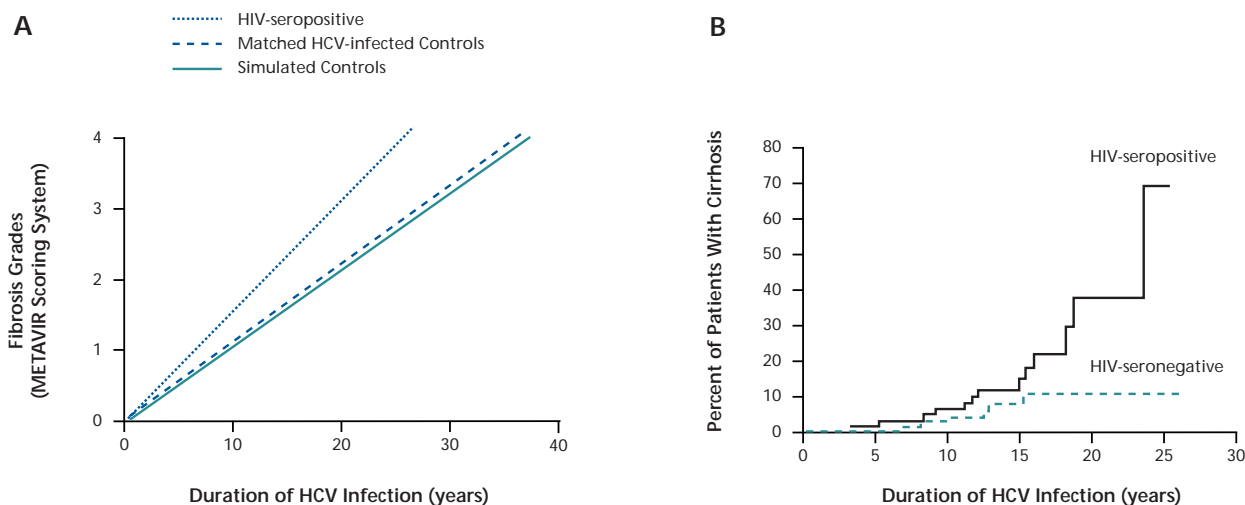 A
HIV-seropositive
Matched HCV-infected Controls
Simulated Controls
Fibrosis Grades
(METAVIR Scoring System)
4
3
2
1
0
0 10 20 30 40
Duration of HCV Infection (years)
B
Percent of Patients With Cirrhosis
80
70
60
50
40
30
20
10
0
HIV-seropositive
HIV-seronegative
0 5 10 15 20 25 30
Duration of HCV Infection (years)